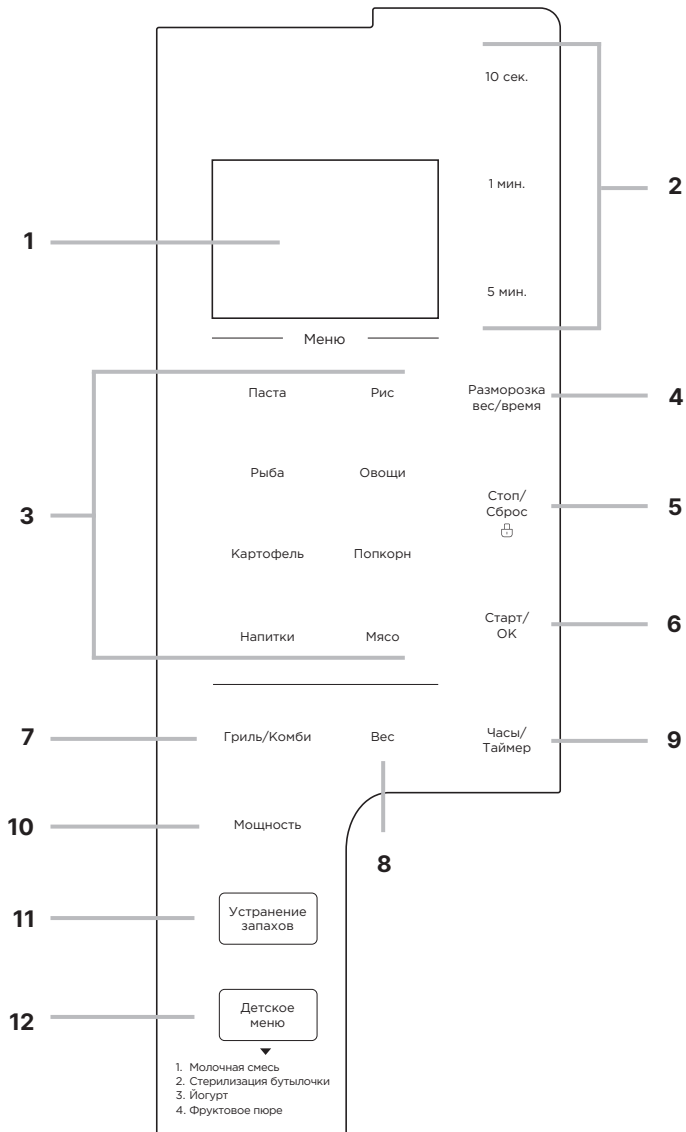 10 сек.
1 мин.
2
1
5 мин.
Меню
Паста
Рис
Разморозка
вес/время
4
Рыба
Овощи
3
Стоп/
Сброс
5
Картофель
Попкорн
Старт/
ОК
6
Напитки
Мясо
7
Гриль/Комби
Вес
Часы/
Таймер
9
10
Мощность
8
11
Устранение
запахов
12
Детское
меню
1. Молочная смесь
2. Стерилизация бутылочки
3. Йогурт
4. Фруктовое пюре